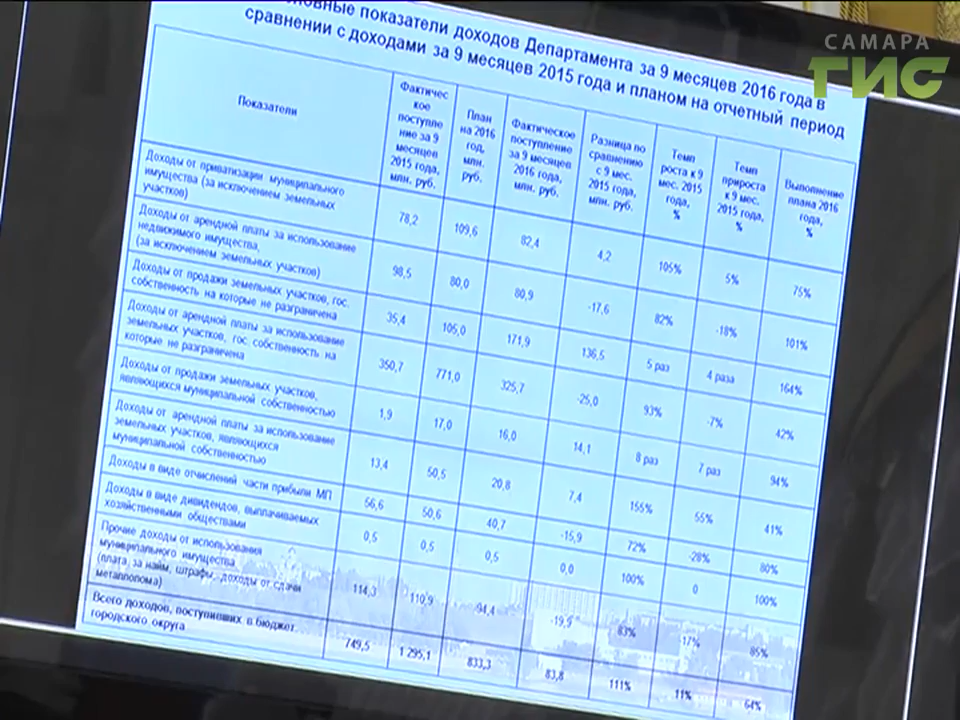 основные показатели доходов Департамента за 9 месяцев 2016 года в
сравнении с доходами за 9 месяцев 2015 года и планом на отчетный период
САМАРА
ГИС
Показатели
Фактичес
кое
поступле
ние за 9
месяцев
2015 года,
млн. руб.
План
на 2016
год,
млн.
руб.
Фактическое
поступление
за 9 месяцев
2016 года,
млн. руб.
Разница по
сравнению
с 9 мес.
2015 года,
млн. руб.
Темп
роста к 9
мес. 2015
года,
%
Темп
прироста
к 9 мес.
2015 года,
%
Выполнение
плана 2016
года,
%
Доходы от приватизации муниципального
имущества (за исключением земельных
участков)
78,2
109,6
82,4
4,2
105%
5%
75%
Доходы от арендной платы за использование
недвижимого имущества,
(за исключением земельных участков)
98,5
80,0
80,9
-17,6
82%
-18%
101%
Доходы от продажи земельных участков, гос.
собственность на которые не разграничена
35,4
105,0
171,9
136,5
5 раз
4 раза
164%
Доходы от арендной платы за использование
земельных участков, гос. собственность на
которые не разграничена
350,7
771,0
325,7
-25,0
93%
-7%
42%
Доходы от продажи земельных участков,
являющихся муниципальной собственностью
1,9
17,0
16,0
14,1
8 раз
7 раз
94%
Доходы от арендной платы за использование
земельных участков, являющихся
муниципальной собственностью
13,4
50,5
20,8
7,4
155%
55%
41%
Доходы в виде отчислений части прибыли МП
56,6
50,6
40,7
-15,9
72%
-28%
80%
Доходы в виде дивидендов, выплачиваемых
хозяйственными обществами
0,5
0,5
0,5
0,0
100%
0
100%
Прочие доходы от использования
муниципального имущества
(плата, за найм, штрафы, доходы от сдачи
металлолома)
114,3
110,9
94,4
-19,9
83%
-17%
85%
Всего доходов, поступивших в бюджет
городского округа
749,5
1 295,1
833,3
83,8
111%
11%
64%